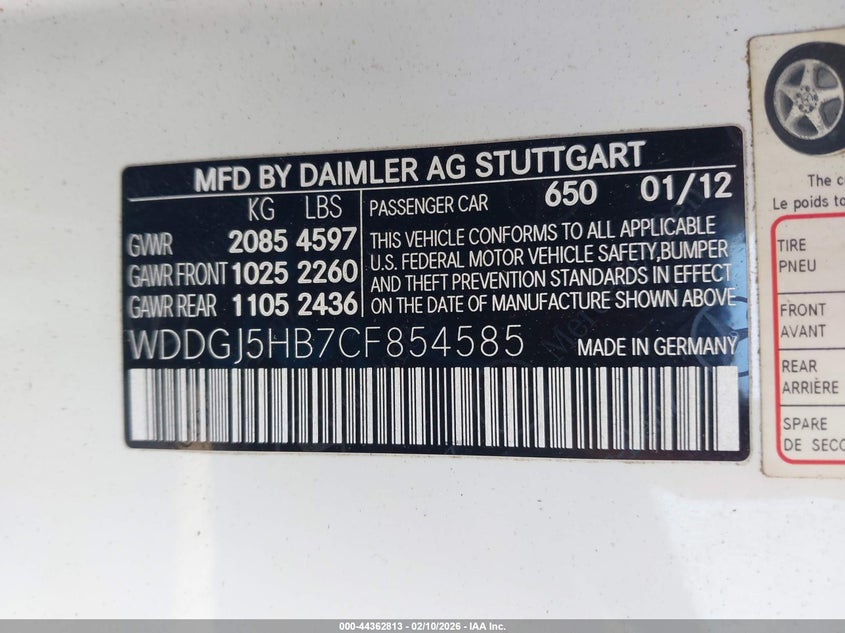 MFD BY DAIMLER AG STUTTGART
KG LBS
GVWR 2085 4597
GAWR FRONT 1025 2260
GAWR REAR 1105 2436
PASSENGER CAR 650 01/12
THIS VEHICLE CONFORMS TO ALL APPLICABLE
U.S. FEDERAL MOTOR VEHICLE SAFETY,BUMPER
AND THEFT PREVENTION STANDARDS IN EFFECT
ON THE DATE OF MANUFACTURE SHOWN ABOVE
WDDGJ5HB7CF854585 MADE IN GERMANY
The
Le poids
TIRE
PNEU
FRONT
AVANT
REAR
ARRIÈRE
SPARE
DE
000-44362813 - 02/10/2026 - IAA Inc.